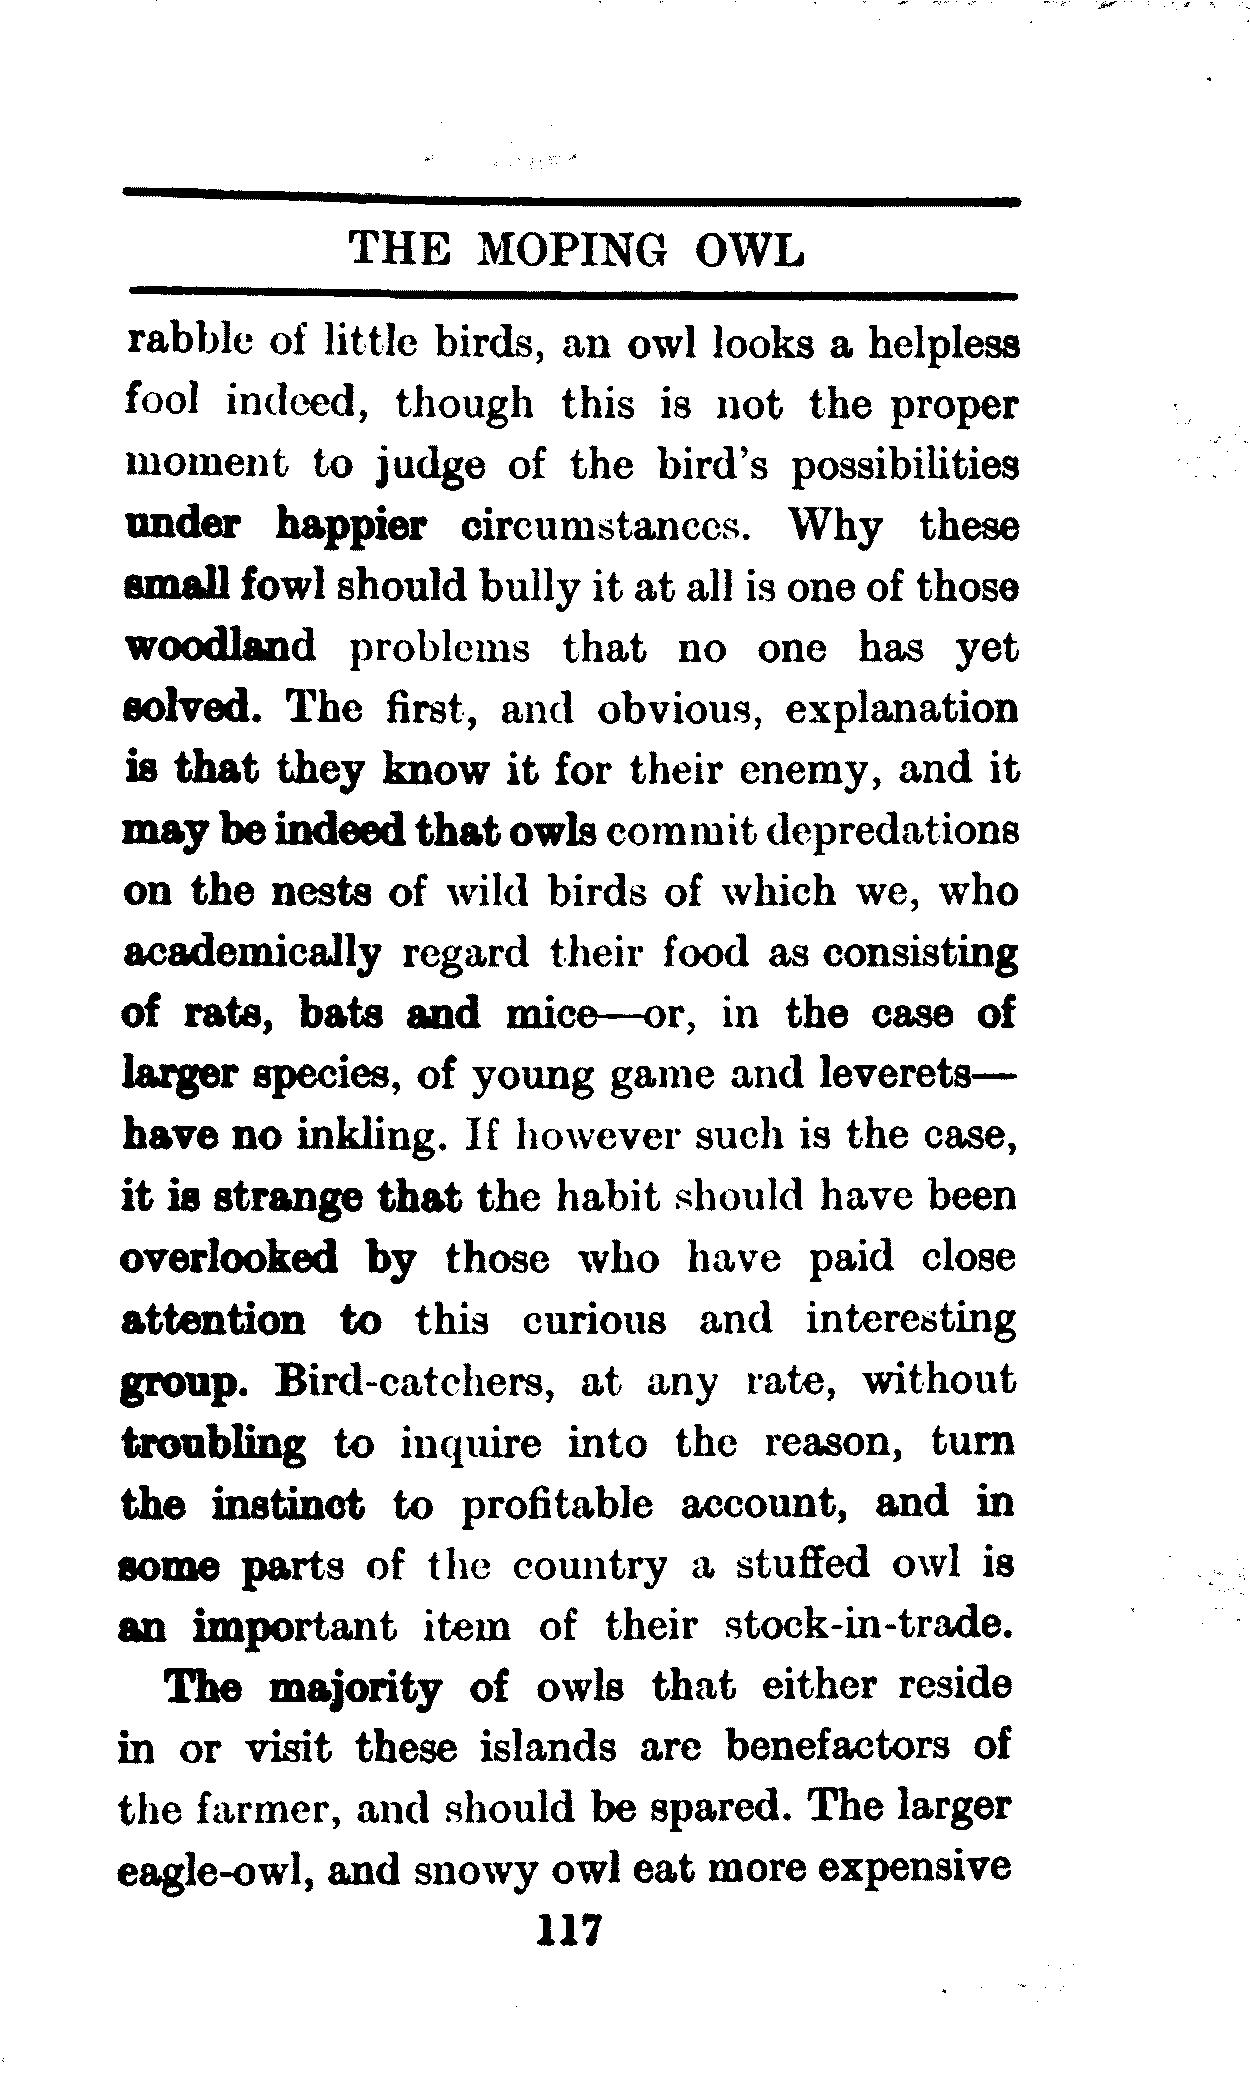 THE MOPING OWL
rabble of little birds, an owl looks a helpless
fool indeed, though this is not the proper
moment to judge of the bird's possibilities
under happier circumstances. Why these
small fowl should bully it at all is one of those
woodland problems that no one has yet
solved. The first, and obvious, explanation
is that they know it for their enemy, and it
may be indeed that owls commit depredations
on the nests of wild birds of which we, who
academically regard their food as consisting
of rats, bats and mice—or, in the case of
larger species, of young game and leverets—
have no inkling. If however such is the case,
it is strange that the habit should have been
overlooked by those who have paid close
attention to this curious and interesting
group. Bird-catchers, at any rate, without
troubling to inquire into the reason, turn
the instinct to profitable account, and in
some parts of the country a stuffed owl is
an important item of their stock-in-trade.
The majority of owls that either reside
in or visit these islands are benefactors of
the farmer, and should be spared. The larger
eagle-owl, and snowy owl eat more expensive
117